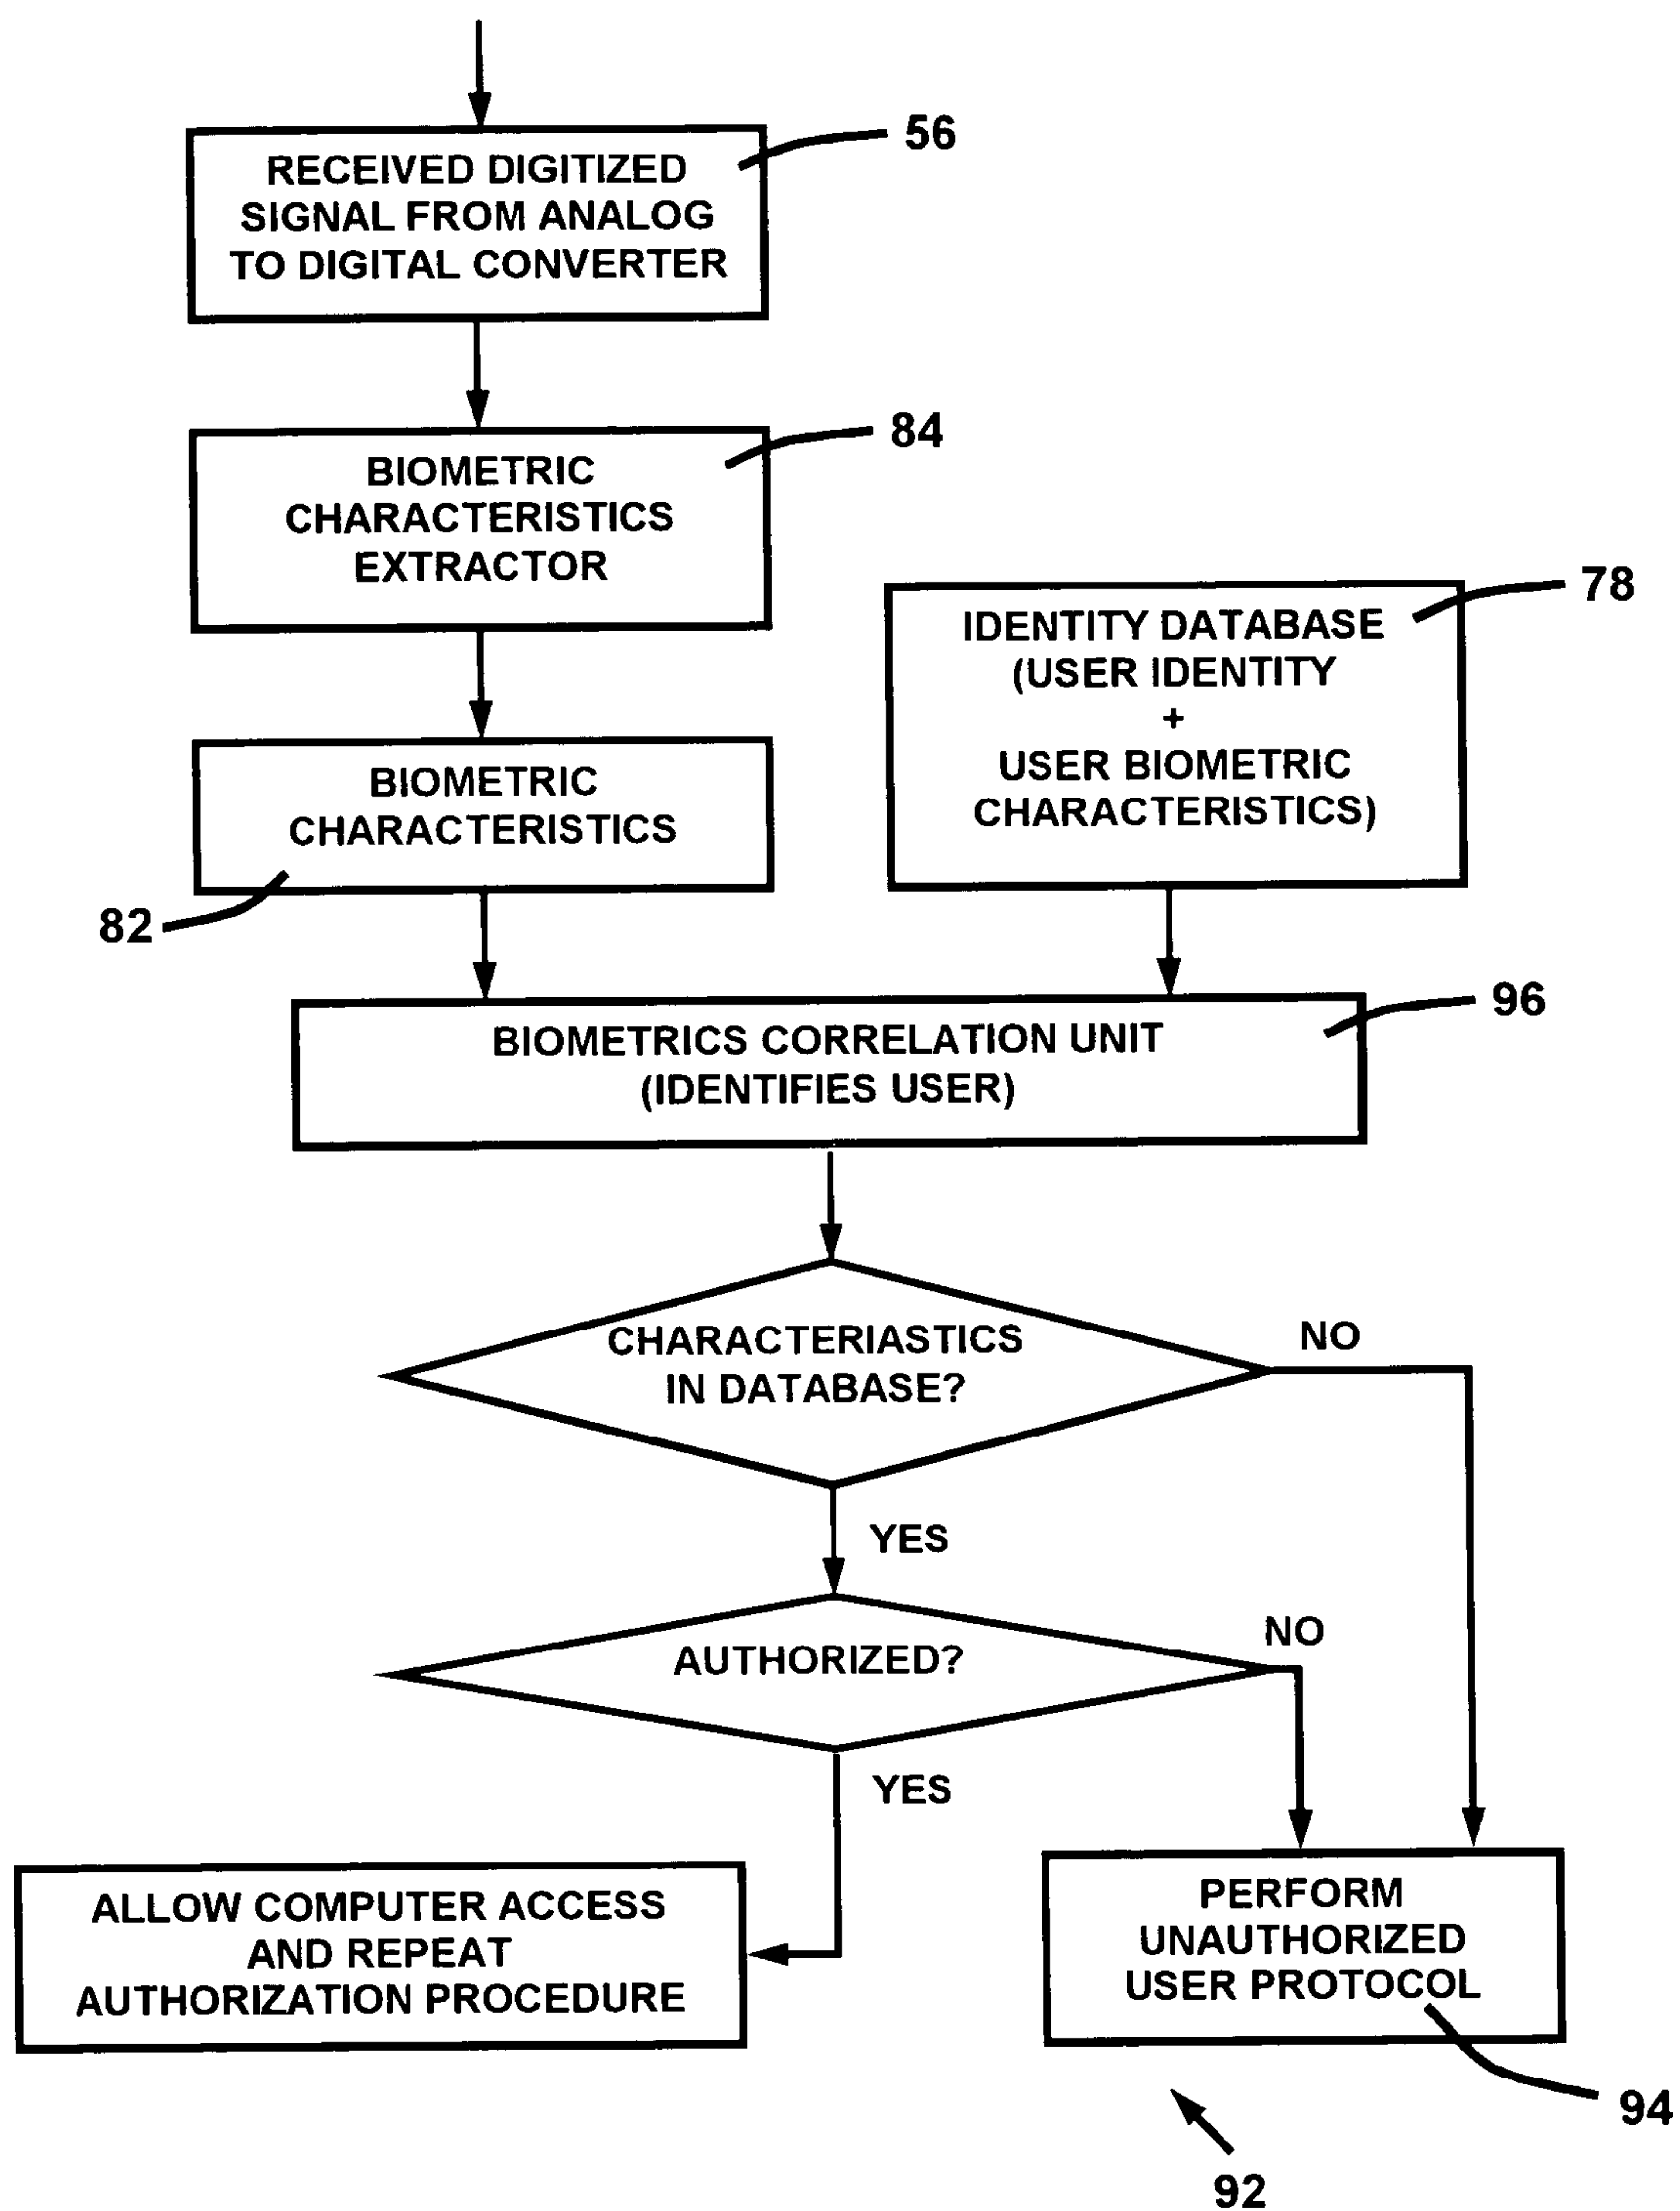 56
RECEIVED DIGITIZED
SIGNAL FROM ANALOG
TO DIGITAL CONVERTER
84
BIOMETRIC
CHARACTERISTICS
EXTRACTOR
78
IDENTITY DATABASE
(USER IDENTITY
+
USER BIOMETRIC
CHARACTERISTICS)
BIOMETRIC
CHARACTERISTICS
82
96
BIOMETRICS CORRELATION UNIT
(IDENTIFIES USER)
CHARACTERIASTICS
IN DATABASE?
NO
YES
AUTHORIZED?
NO
YES
ALLOW COMPUTER ACCESS
AND REPEAT
AUTHORIZATION PROCEDURE
PERFORM
UNAUTHORIZED
USER PROTOCOL
94
92